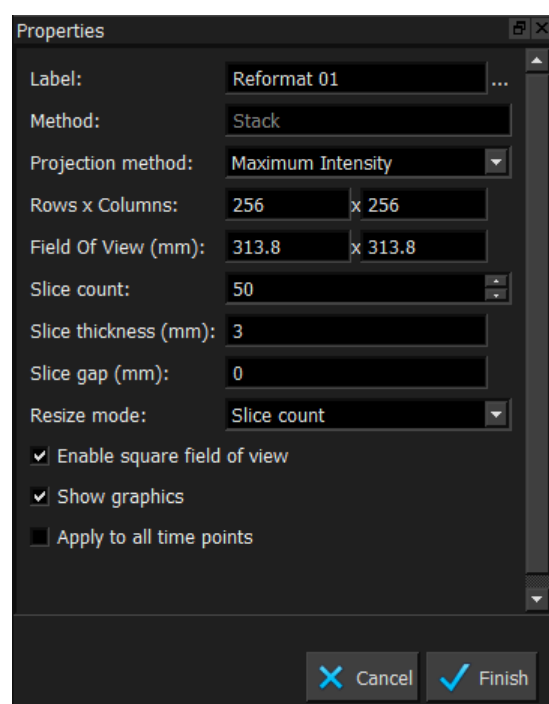 Properties
Label: Reformat 01 ...
Method: Stack
Projection method: Maximum Intensity
Rows x Columns: 256 x 256
Field Of View (mm): 313.8 x 313.8
Slice count: 50
Slice thickness (mm): 3
Slice gap (mm): 0
Resize mode: Slice count
Enable square field of view
Show graphics
Apply to all time points
Cancel Finish